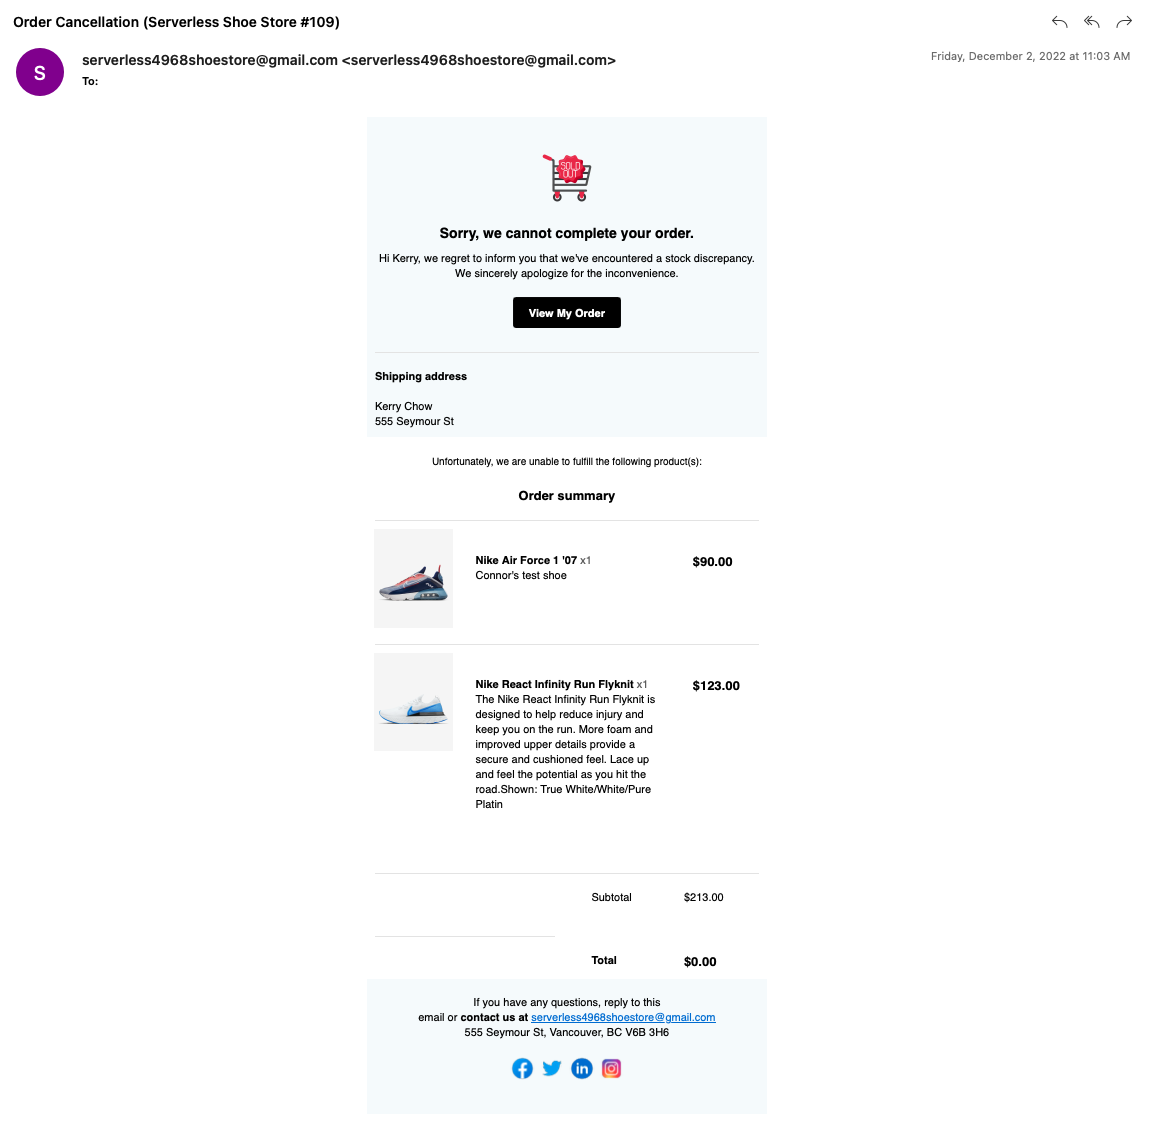 Order Cancellation (Serverless Shoe Store #109)
S
serverless4968shoestore@gmail.com <serverless4968shoestore@gmail.com>
Friday, December 2, 2022 at 11:03 AM
To:
SOLD
OUT
Sorry, we cannot complete your order.
Hi Kerry, we regret to inform you that we've encountered a stock discrepancy.
We sincerely apologize for the inconvenience.
View My Order
Shipping address
Kerry Chow
555 Seymour St
Unfortunately, we are unable to fulfill the following product(s):
Order summary
Nike Air Force 1 '07 x1
$90.00
Connor's test shoe
Nike React Infinity Run Flyknit x1
$123.00
The Nike React Infinity Run Flyknit is
designed to help reduce injury and
keep you on the run. More foam and
improved upper details provide a
secure and cushioned feel. Lace up
and feel the potential as you hit the
road.Shown: True White/White/Pure
Platin
Subtotal $213.00
Total $0.00
If you have any questions, reply to this
email or contact us at serverless4968shoestore@gmail.com
555 Seymour St, Vancouver, BC V6B 3H6